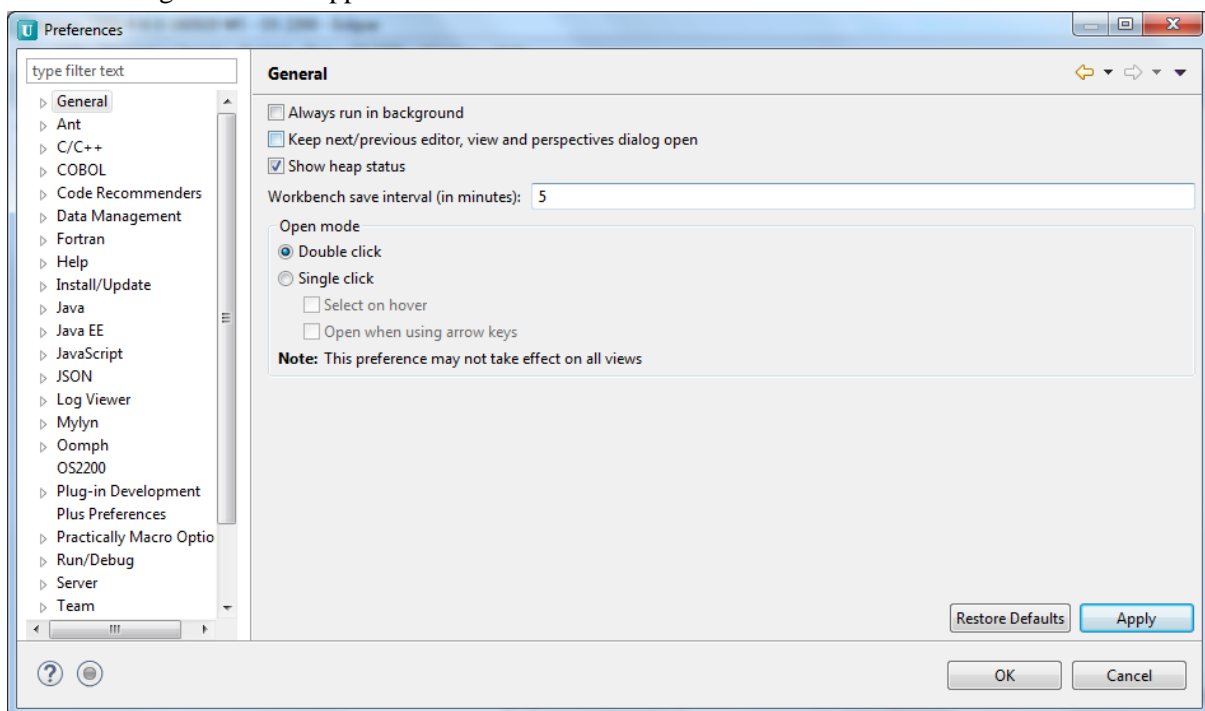 Preferences
type filter text
General
Ant
C/C++
COBOL
Code Recommenders
Data Management
Fortran
Help
Install/Update
Java
Java EE
JavaScript
JSON
Log Viewer
Mylyn
Oomph
OS2200
Plug-in Development
Plus Preferences
Practically Macro Optio
Run/Debug
Server
Team
General
Always run in background
Keep next/previous editor, view and perspectives dialog open
Show heap status
Workbench save interval (in minutes): 5
Open mode
Double click
Single click
Select on hover
Open when using arrow keys
Note: This preference may not take effect on all views
Restore Defaults Apply
OK Cancel